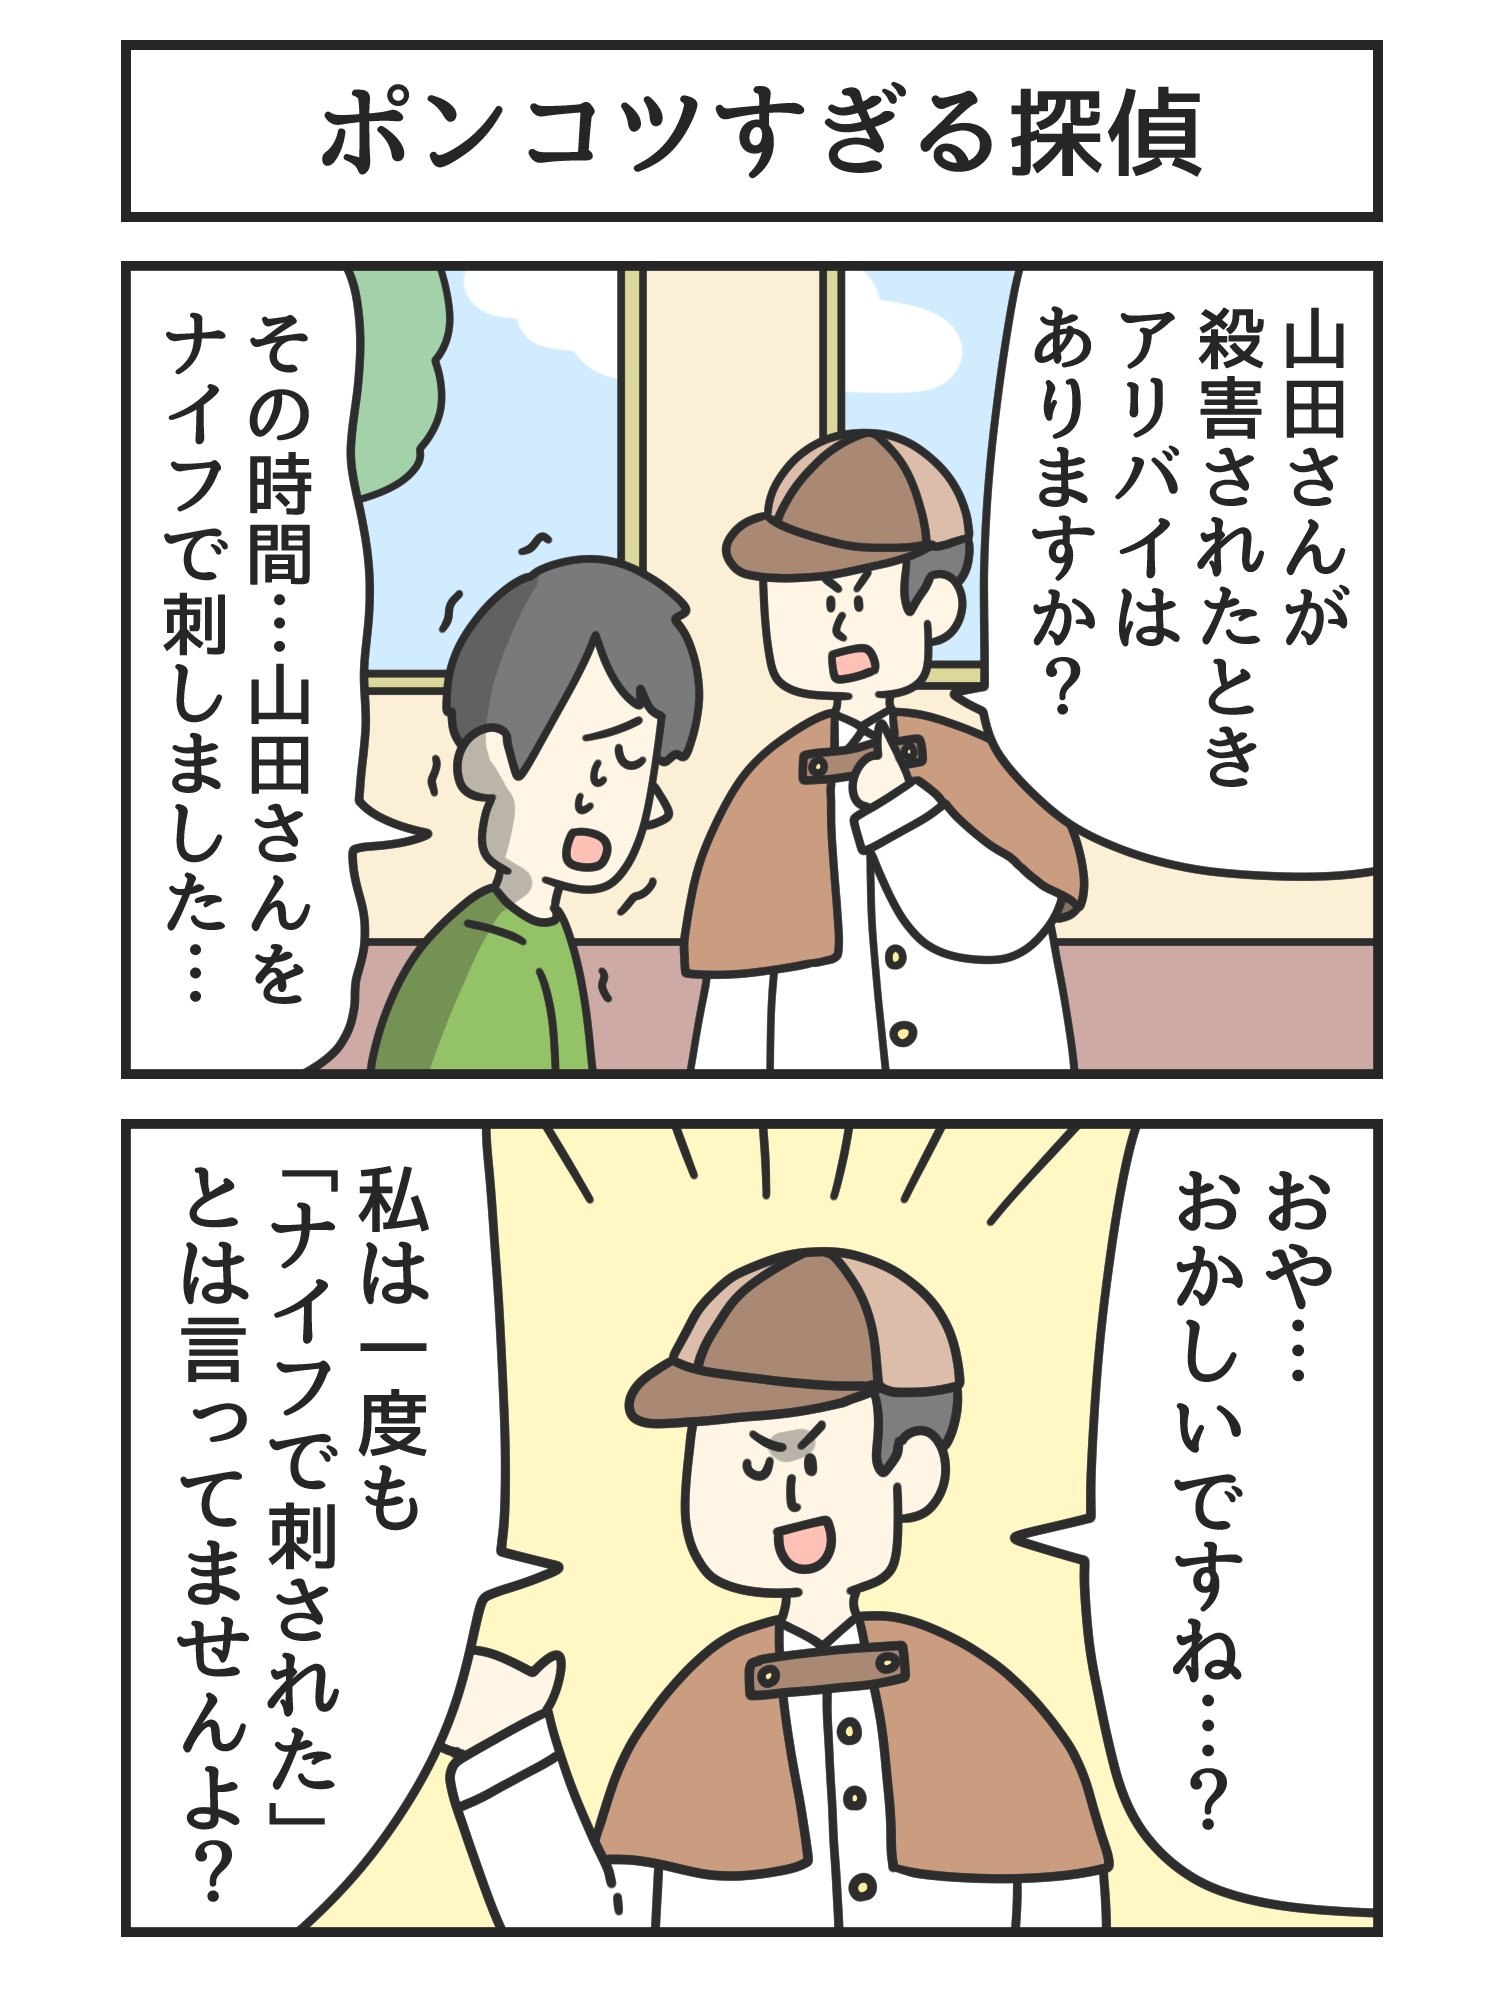 ポンコツすぎる探偵
山田さんが
殺害されたとき
アリバイは
ありますか？
その時間…山田さんを
ナイフで刺しました…
おや…
おかしいですね……？
私は一度も
「ナイフで刺された」
とは言ってませんよ？